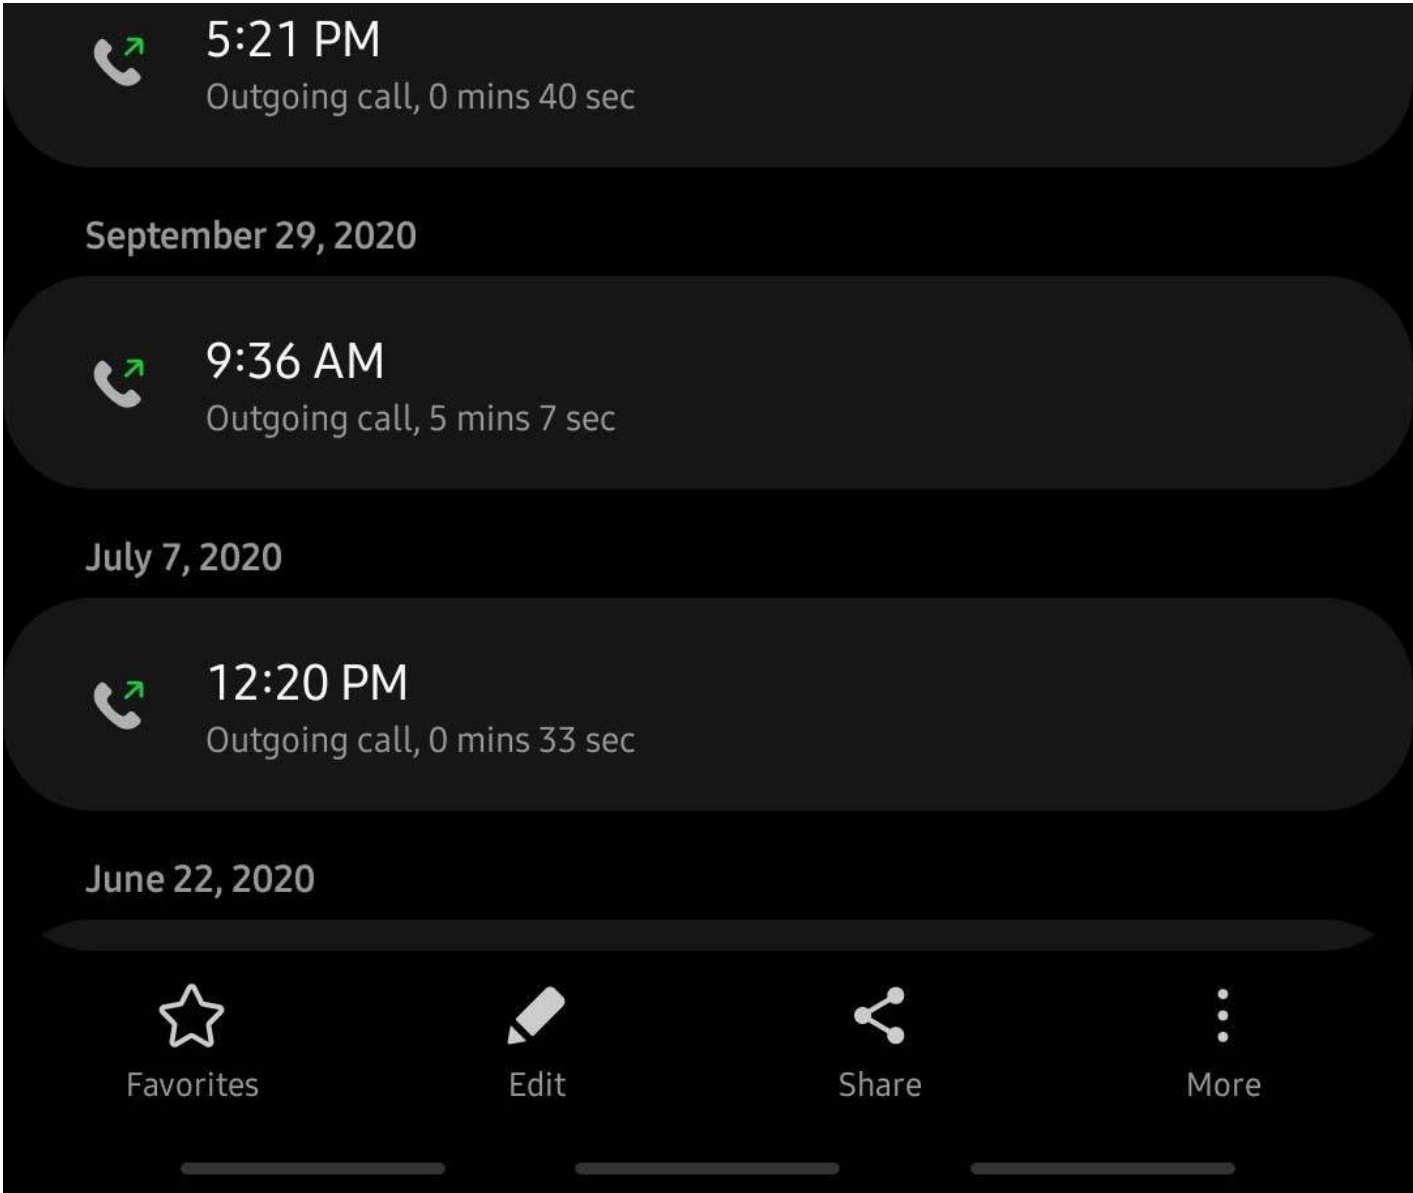 5:21 PM
Outgoing call, 0 mins 40 sec
September 29, 2020
9:36 AM
Outgoing call, 5 mins 7 sec
July 7, 2020
12:20 PM
Outgoing call, 0 mins 33 sec
June 22, 2020
Favorites
Edit
Share
More